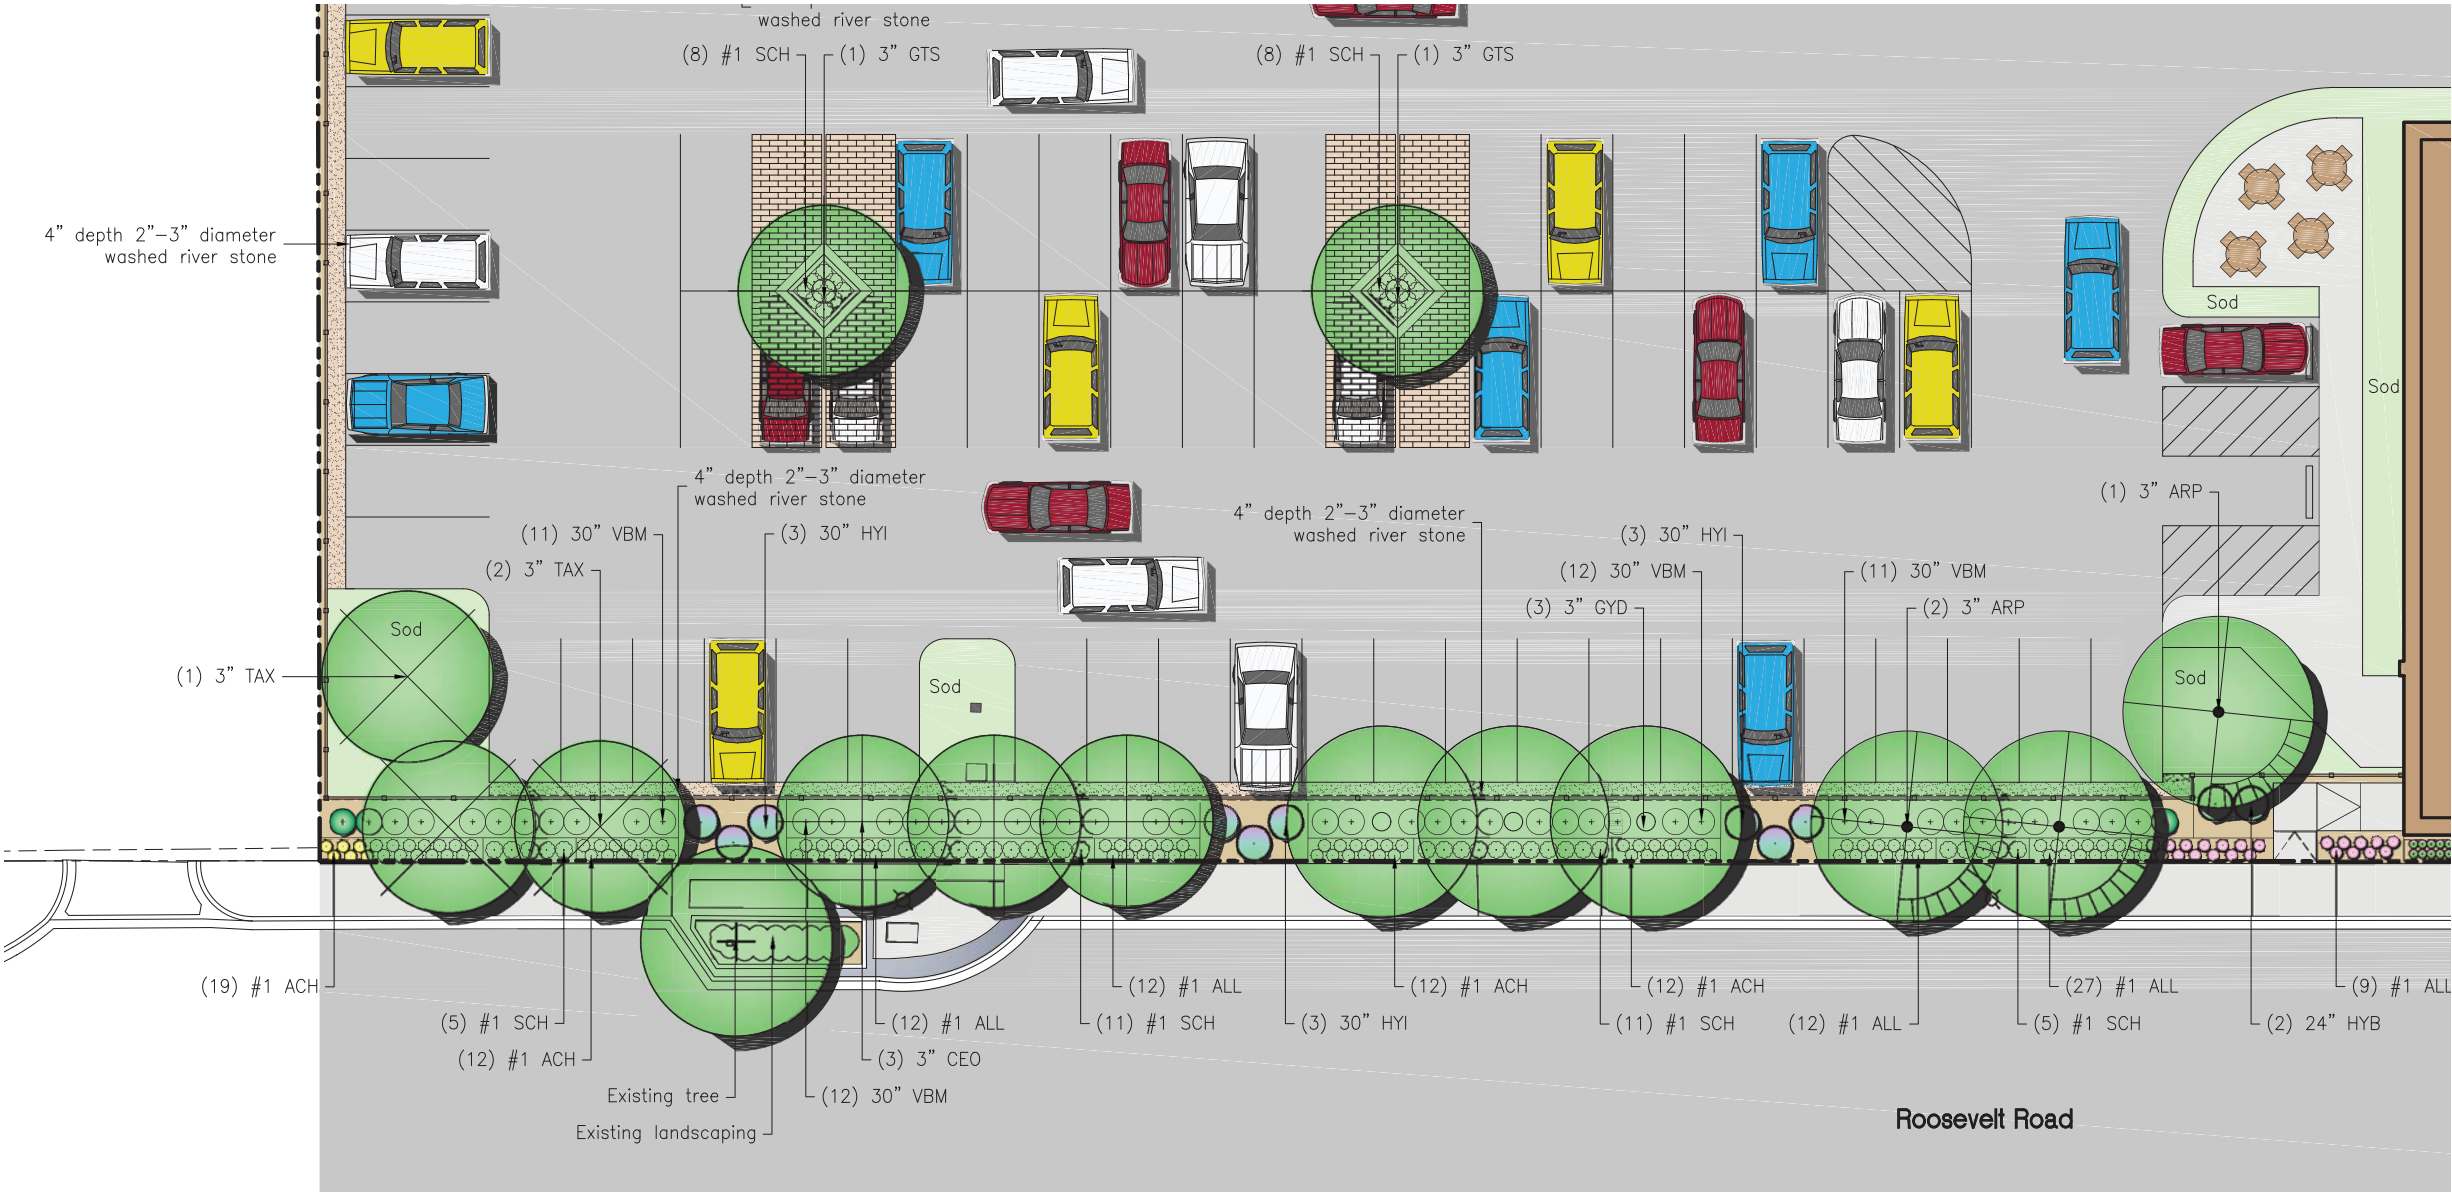 washed river stone
(8) #1 SCH
(1) 3” GTS
(8) #1 SCH
(1) 3” GTS
4” depth 2”-3” diameter
washed river stone
Sod
Sod
4” depth 2”-3” diameter
washed river stone
(1) 3” ARP
4” depth 2”-3” diameter
washed river stone
(11) 30” VBM
(3) 30” HYI
(3) 30” HYI
(2) 3” TAX
(12) 30” VBM
(11) 30” VBM
(3) 3” GYD
(2) 3” ARP
Sod
(1) 3” TAX
Sod
Sod
(19) #1 ACH
(12) #1 ALL
(12) #1 ACH
(12) #1 ACH
(27) #1 ALL
(9) #1 ALL
(5) #1 SCH
(12) #1 ALL
(11) #1 SCH
(3) 30” HYI
(11) #1 SCH
(12) #1 ALL
(5) #1 SCH
(2) 24” HYB
(12) #1 ACH
(3) 3” CEO
Existing tree
(12) 30” VBM
Existing landscaping
Roosevelt Road